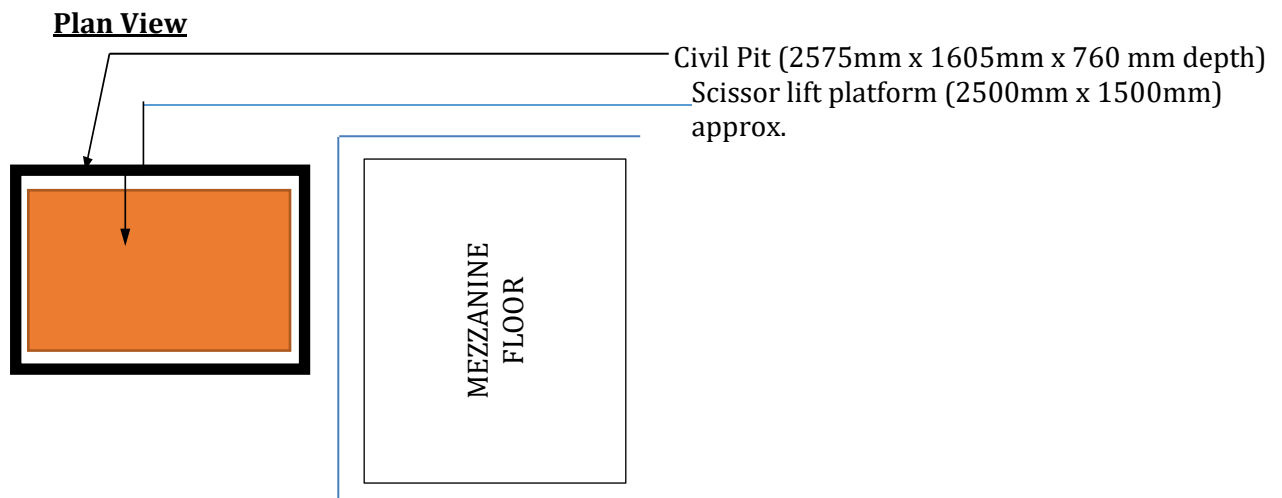 Plan View
Civil Pit (2575mm x 1605mm x 760 mm depth)
Scissor lift platform (2500mm x 1500mm)
approx.
MEZZANINE
FLOOR